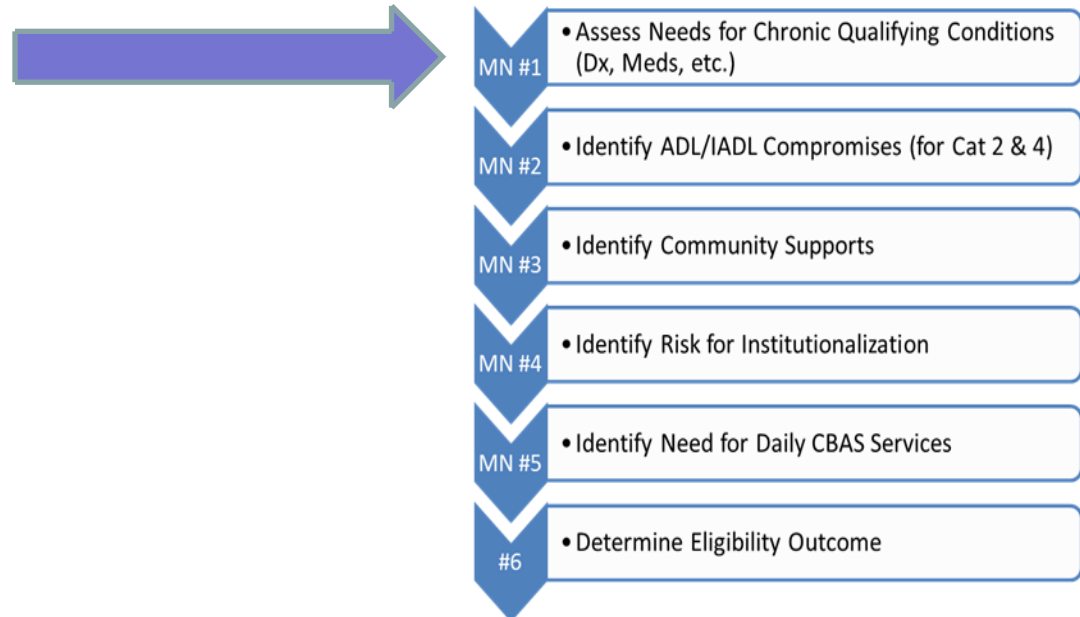 MN #1
• Assess Needs for Chronic Qualifying Conditions
(Dx, Meds, etc.)
MN #2
• Identify ADL/IADL Compromises (for Cat 2 & 4)
MN #3
• Identify Community Supports
MN #4
• Identify Risk for Institutionalization
MN #5
• Identify Need for Daily CBAS Services
#6
• Determine Eligibility Outcome